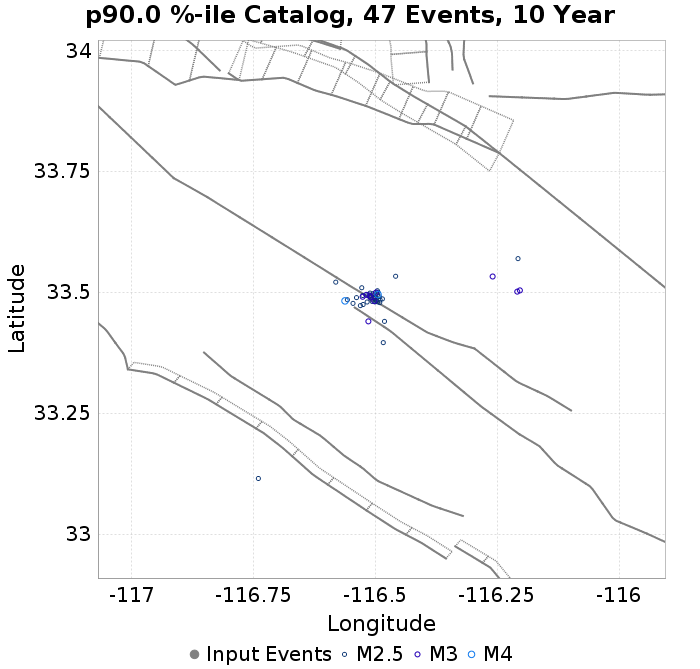 p90.0 %-ile Catalog, 47 Events, 10 Year
34
33.75
33.5
33.25
33
Latitude
-117 -116.75 -116.5 -116.25 -116
Longitude
Input Events M2.5 M3 M4